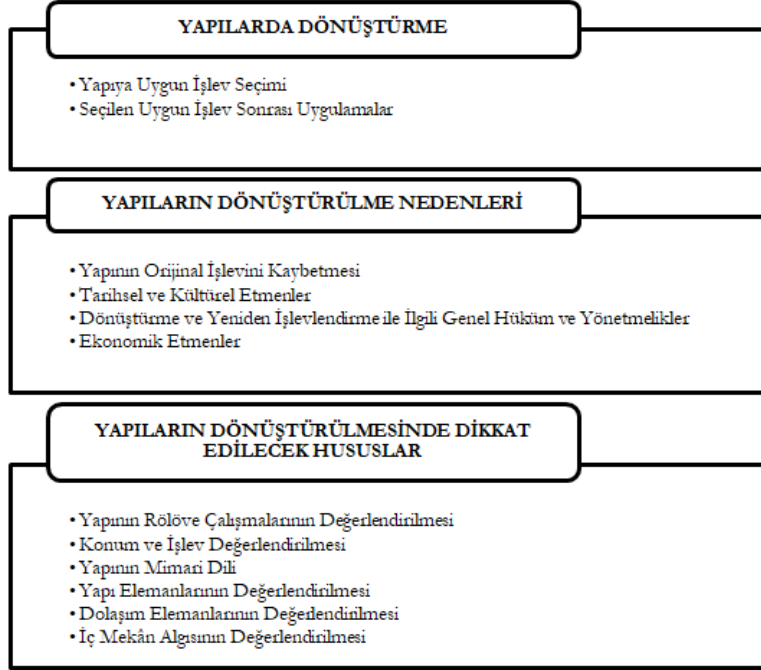 YAPILARDA DÖNÜŞTÜRME
• Yapıya Uygun İşlev Seçimi
• Seçilen Uygun İşlev Sonrası Uygulamalar
YAPILARIN DÖNÜŞTÜRÜLME NEDENLERİ
• Yapının Orijinal İşlevini Kaybetmesi
• Tarihsel ve Kültürel Etmenler
• Dönüştürme ve Yeniden İşlevlendirme ile İlgili Genel Hüküm ve Yönetmelikler
• Ekonomik Etmenler
YAPILARIN DÖNÜŞTÜRÜLMESİNDE DİKKAT
EDİLECEK HUSUSLAR
• Yapının Rölöve Çalışmalarının Değerlendirilmesi
• Konum ve İşlev Değerlendirilmesi
• Yapının Mimari Dili
• Yapı Elemanlarının Değerlendirilmesi
• Dolaşım Elemanlarının Değerlendirilmesi
• İç Mekân Algısının Değerlendirilmesi